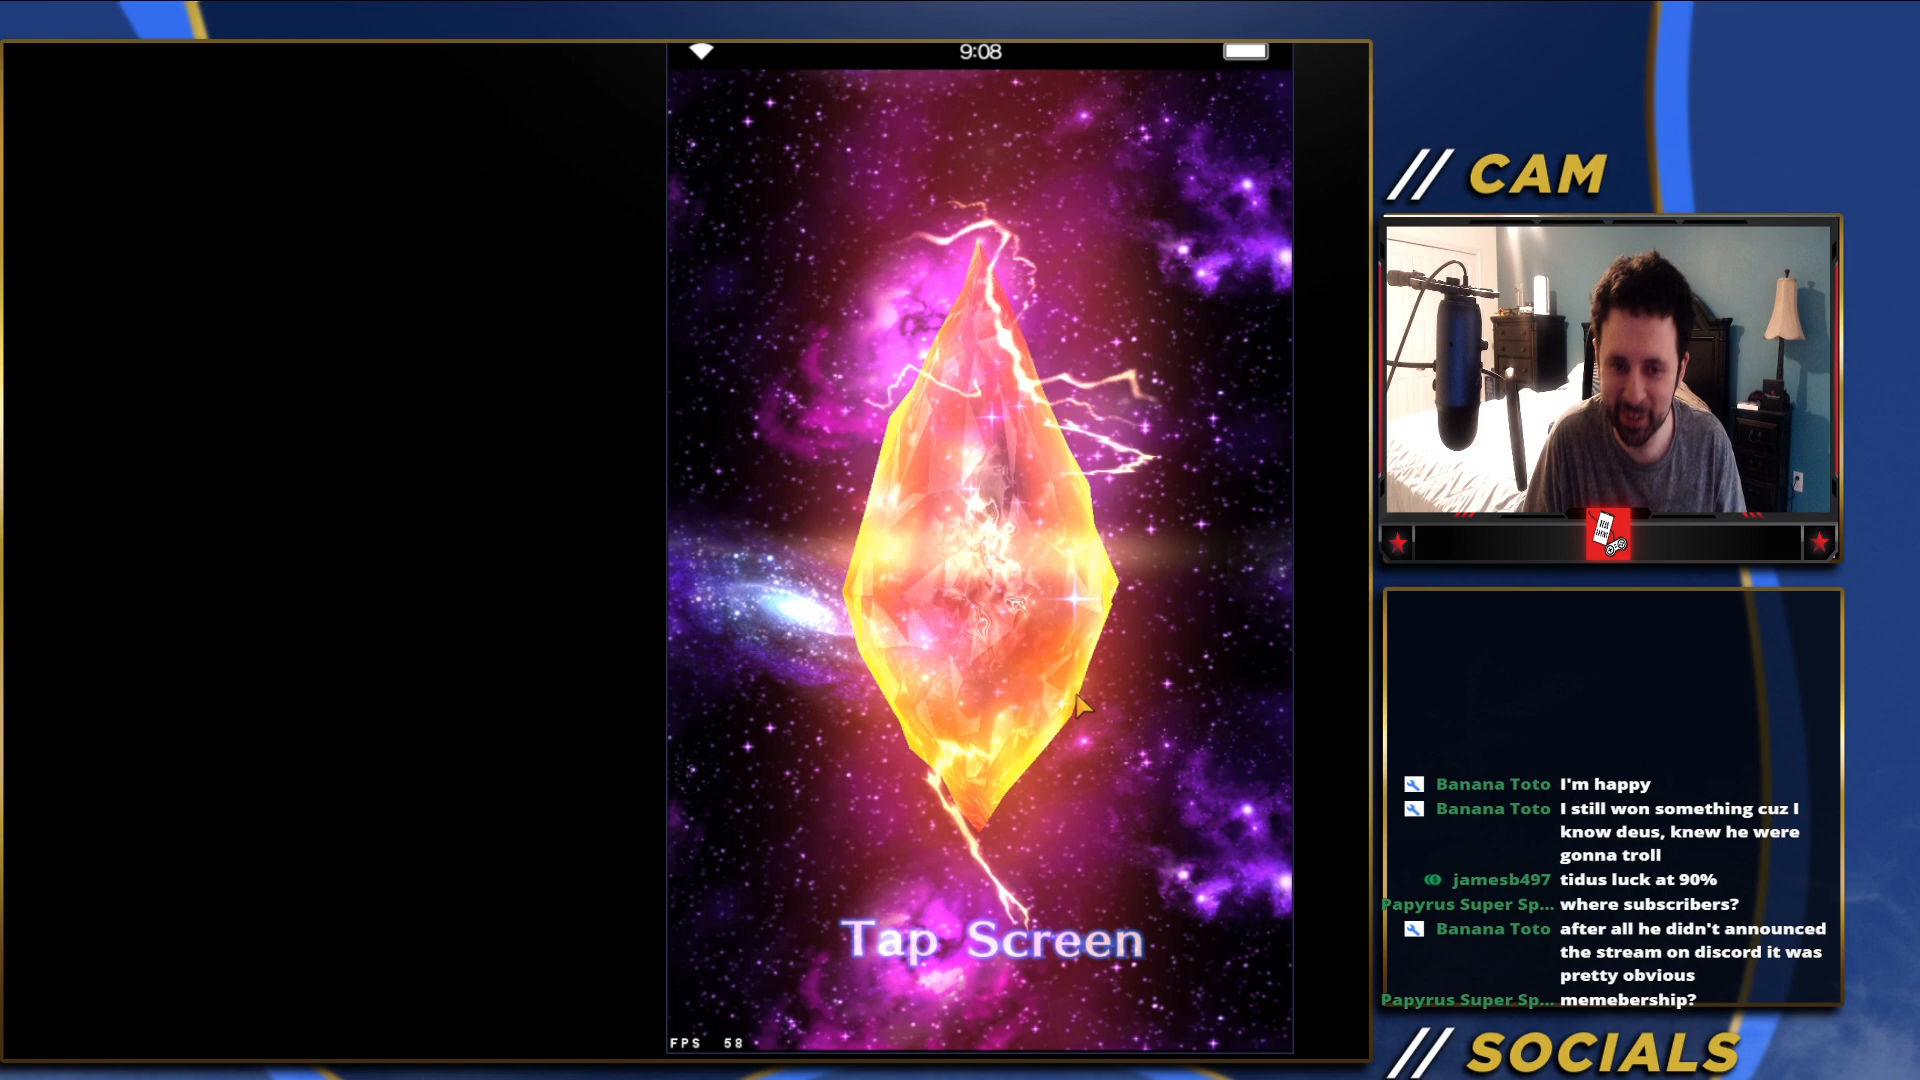 9:08
// CAM
Banana Toto I'm happy
Banana Toto I still won something cuz I
know deus, knew he were
gonna troll
jamesb497 tidus luck at 90%
Papyrus Super Sp... where subscribers?
Banana Toto after all he didn't announced
the stream on discord it was
pretty obvious
Papyrus Super Sp... memebership?
Tap Screen
FPS 58
// SOCIALS